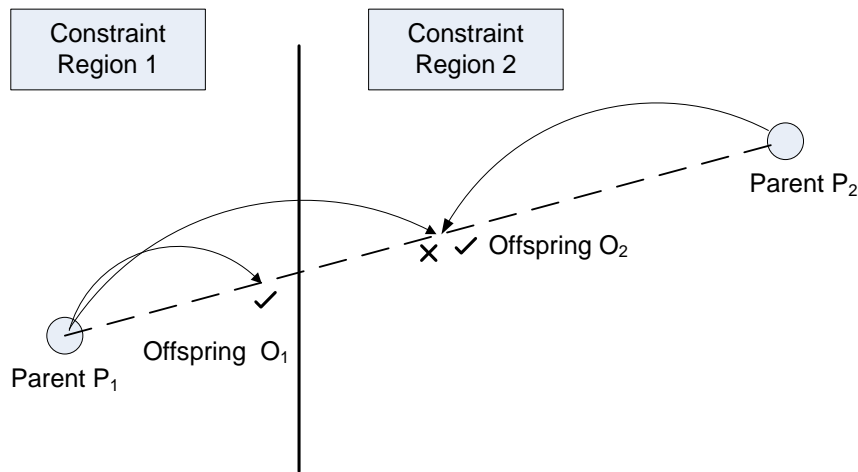 Constraint
Region 1
Constraint
Region 2
Parent P₂
Offspring O₂
Offspring O₁
Parent P₁